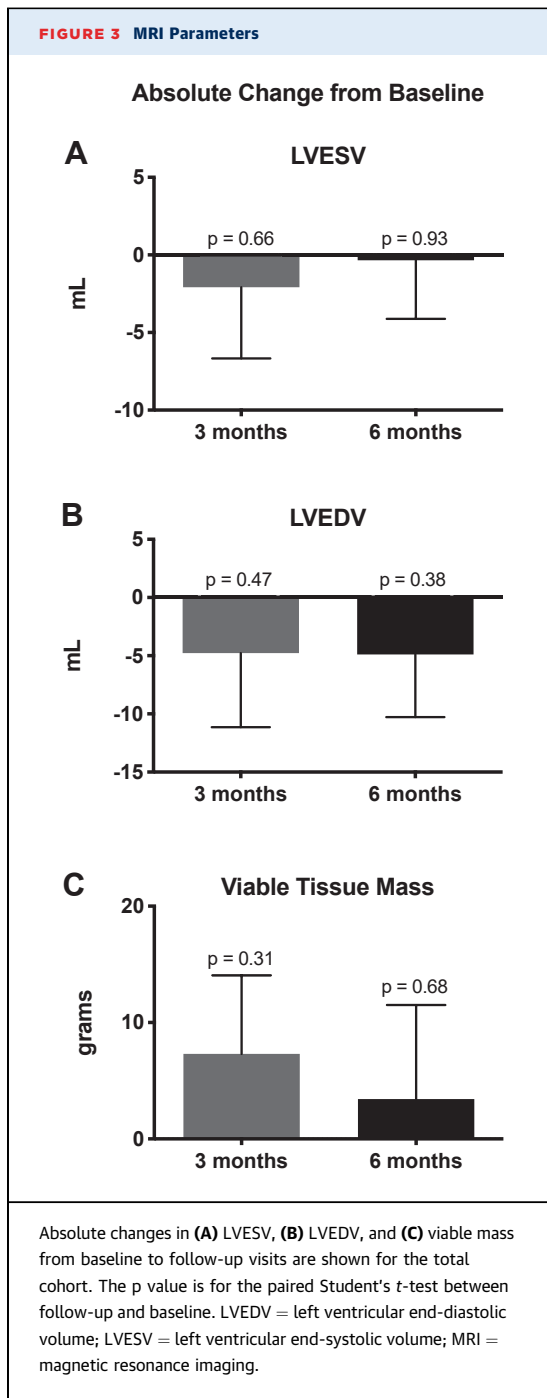 FIGURE 3 MRI Parameters
Absolute Change from Baseline
A
LVESV
5
0
-5
-10
mL
p = 0.66
p = 0.93
3 months
6 months
B
LVEDV
5
0
-5
-10
-15
mL
p = 0.47
p = 0.38
3 months
6 months
C
Viable Tissue Mass
20
10
0
grams
p = 0.31
p = 0.68
3 months
6 months
Absolute changes in (A) LVESV, (B) LVEDV, and (C) viable mass
from baseline to follow-up visits are shown for the total
cohort. The p value is for the paired Student's t-test between
follow-up and baseline. LVEDV = left ventricular end-diastolic
volume; LVESV = left ventricular end-systolic volume; MRI =
magnetic resonance imaging.